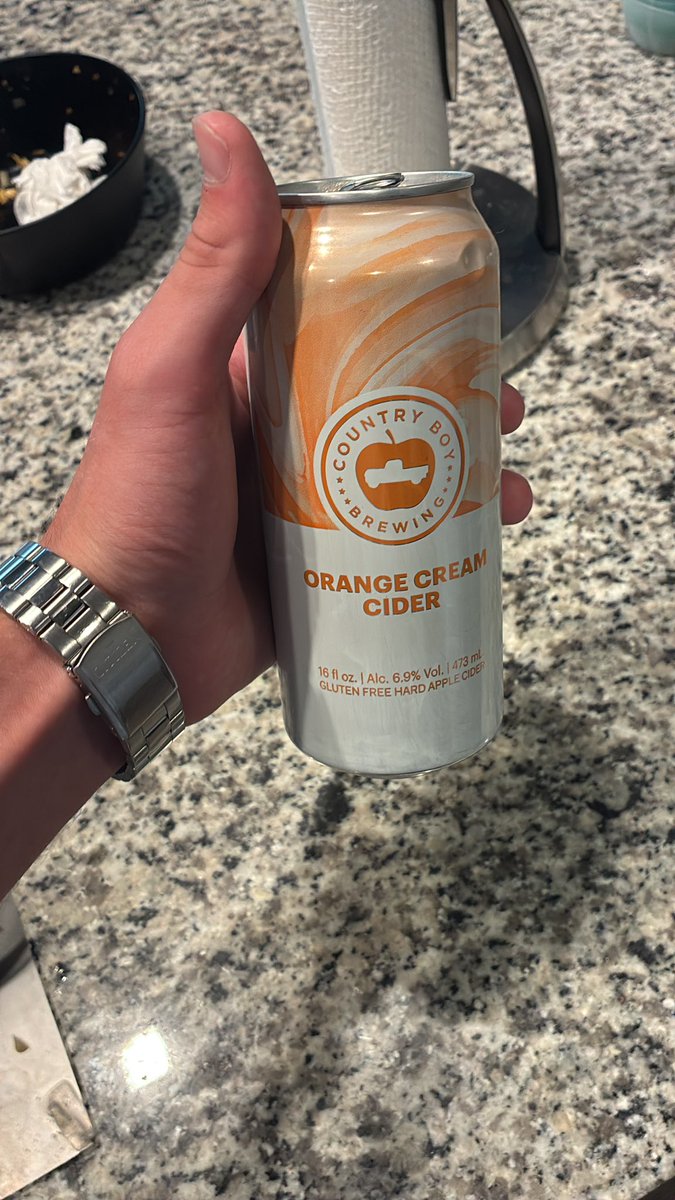 COUNTRY BOY
BREWING
ORANGE CREAM
CIDER
16 fl oz. | Alc. 6.9% Vol. | 473 mL
GLUTEN FREE HARD APPLE CIDER